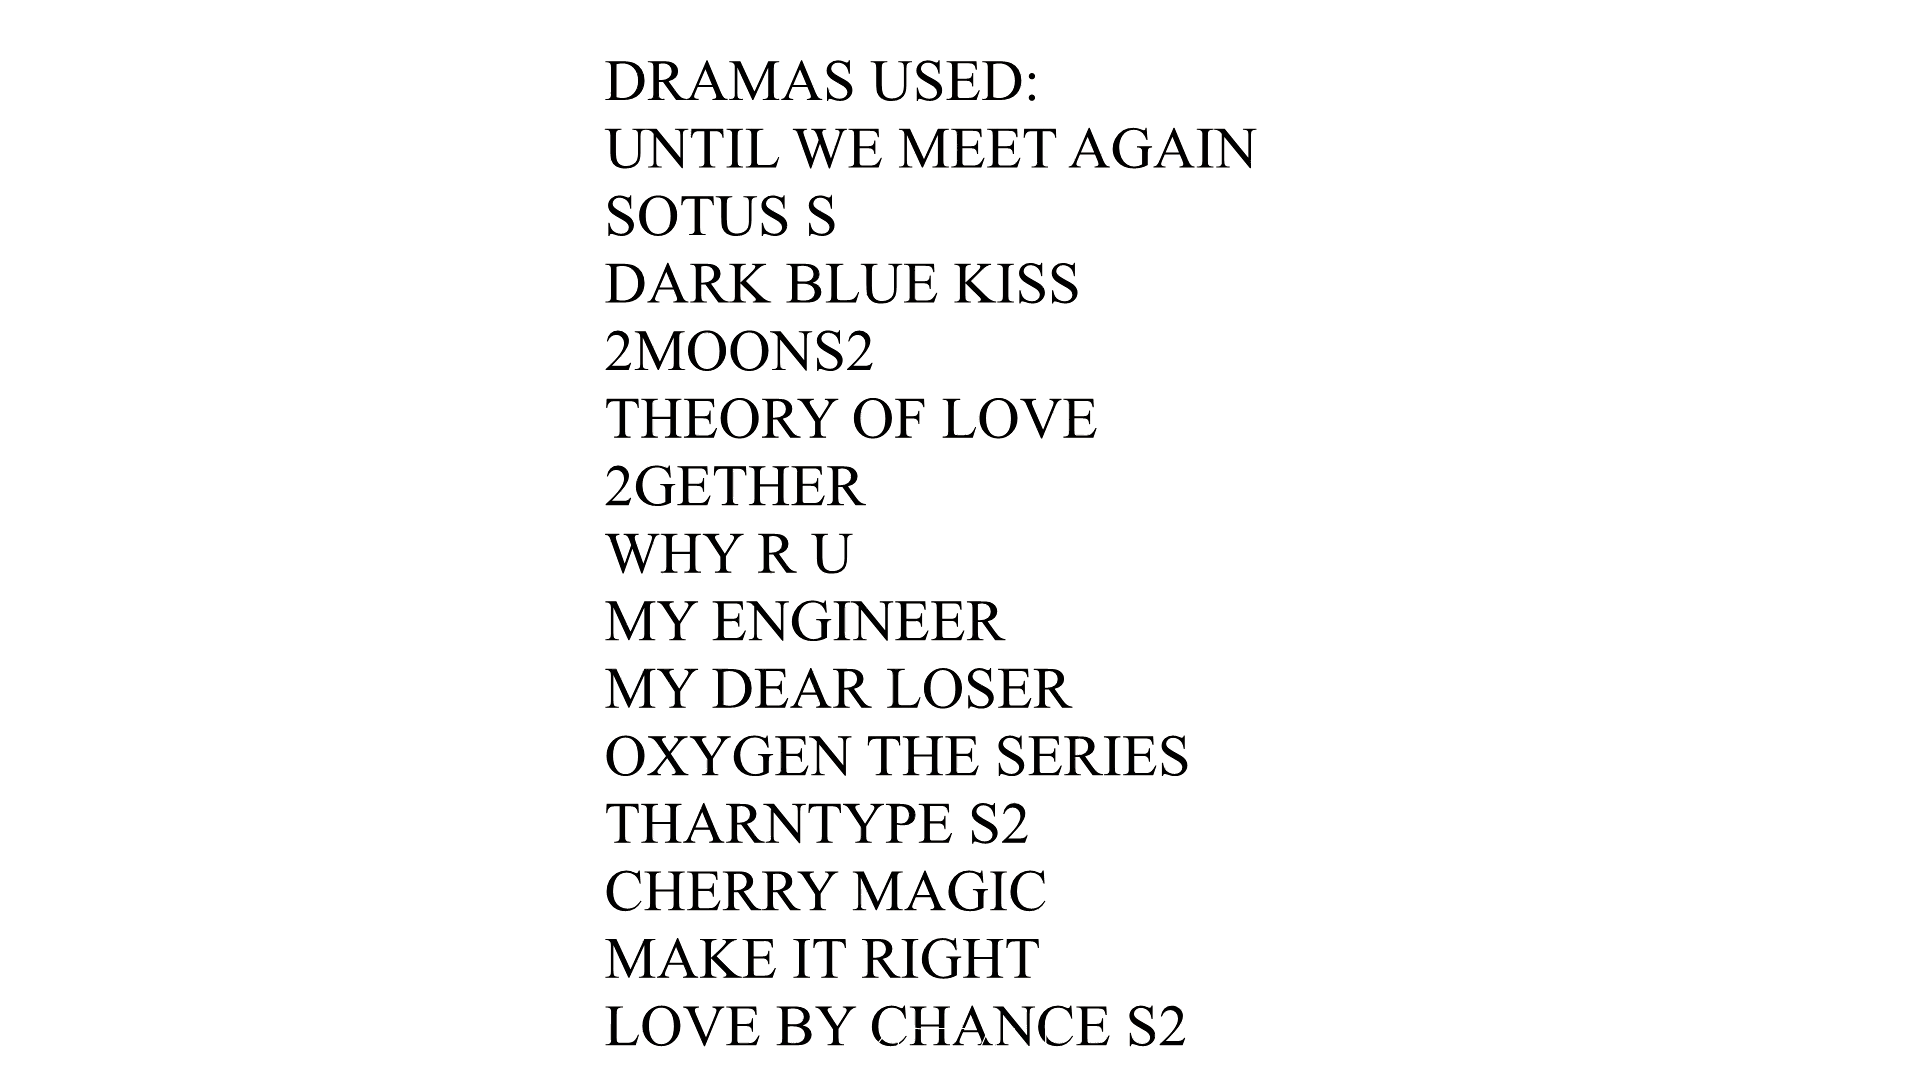 DRAMAS USED:
UNTIL WE MEET AGAIN
SOTUS S
DARK BLUE KISS
2MOONS2
THEORY OF LOVE
2GETHER
WHY R U
MY ENGINEER
MY DEAR LOSER
OXYGEN THE SERIES
THARNTYPE S2
CHERRY MAGIC
MAKE IT RIGHT
LOVE BY CHANCE S2